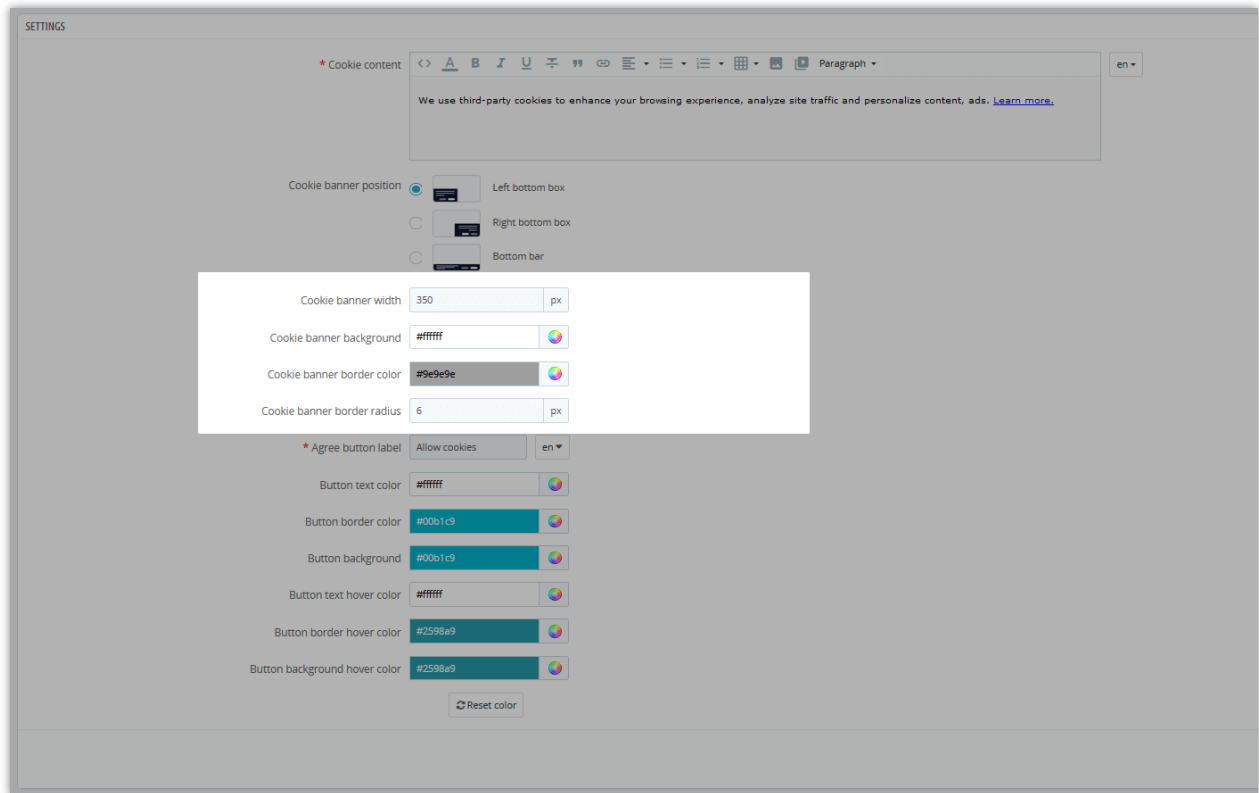 SETTINGS
* Cookie content <> A B I U Paragraph en
We use third-party cookies to enhance your browsing experience, analyze site traffic and personalize content, ads. Learn more.
Cookie banner position Left bottom box
Right bottom box
Bottom bar
Cookie banner width 350 px
Cookie banner background #ffffff
Cookie banner border color #9e9e9e
Cookie banner border radius 6 px
* Agree button label Allow cookies en
Button text color #ffffff
Button border color #00b1c9
Button background #00b1c9
Button text hover color #ffffff
Button border hover color #2598a9
Button background hover color #2598a9
Reset color